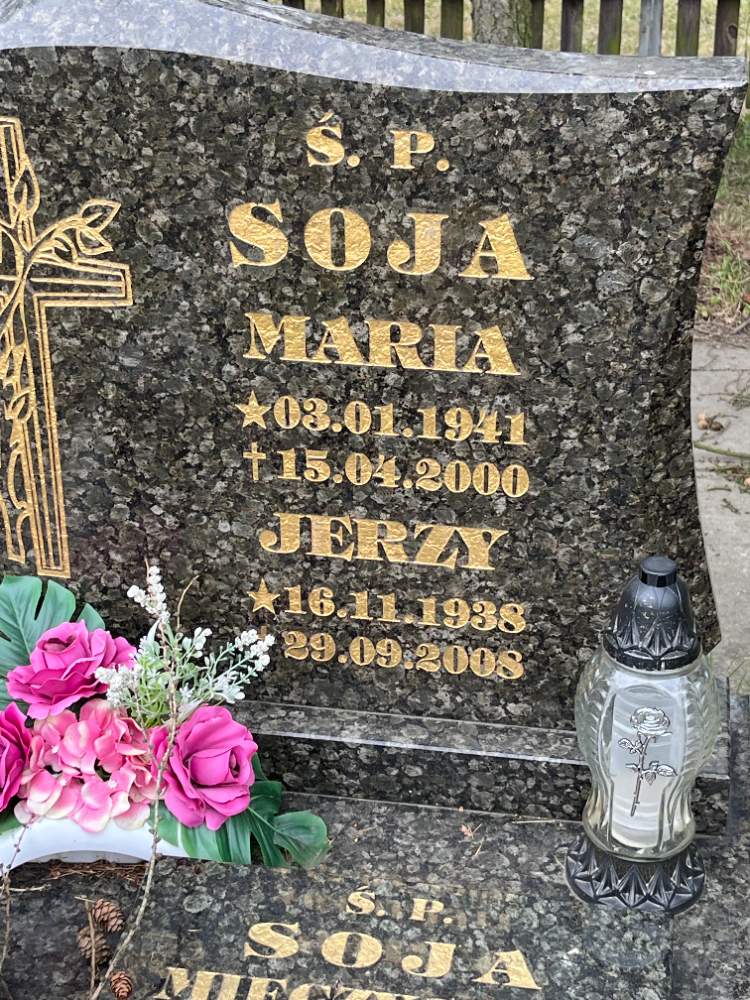 Ś. P.
SOJA
MARIA
★03.01.1941
✝15.04.2000
JERZY
★16.11.1938
✝29.09.2008
Ś. P.
SOJA